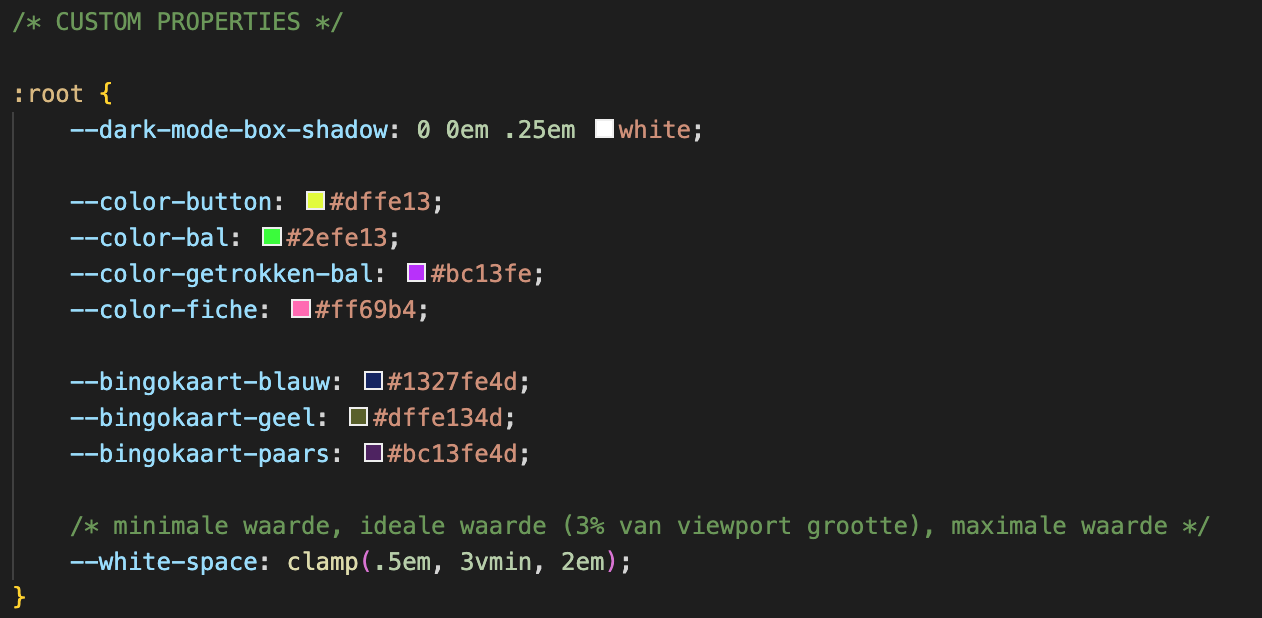 /* CUSTOM PROPERTIES */
:root {
--dark-mode-box-shadow: 0 0em .25em white;
--color-button: #dffe13;
--color-bal: #2efe13;
--color-getrokken-bal: #bc13fe;
--color-fiche: #ff69b4;
--bingokaart-blauw: #1327fe4d;
--bingokaart-geel: #dffe134d;
--bingokaart-paars: #bc13fe4d;
/* minimale waarde, ideale waarde (3% van viewport grootte), maximale waarde */
--white-space: clamp(.5em, 3vmin, 2em);
}